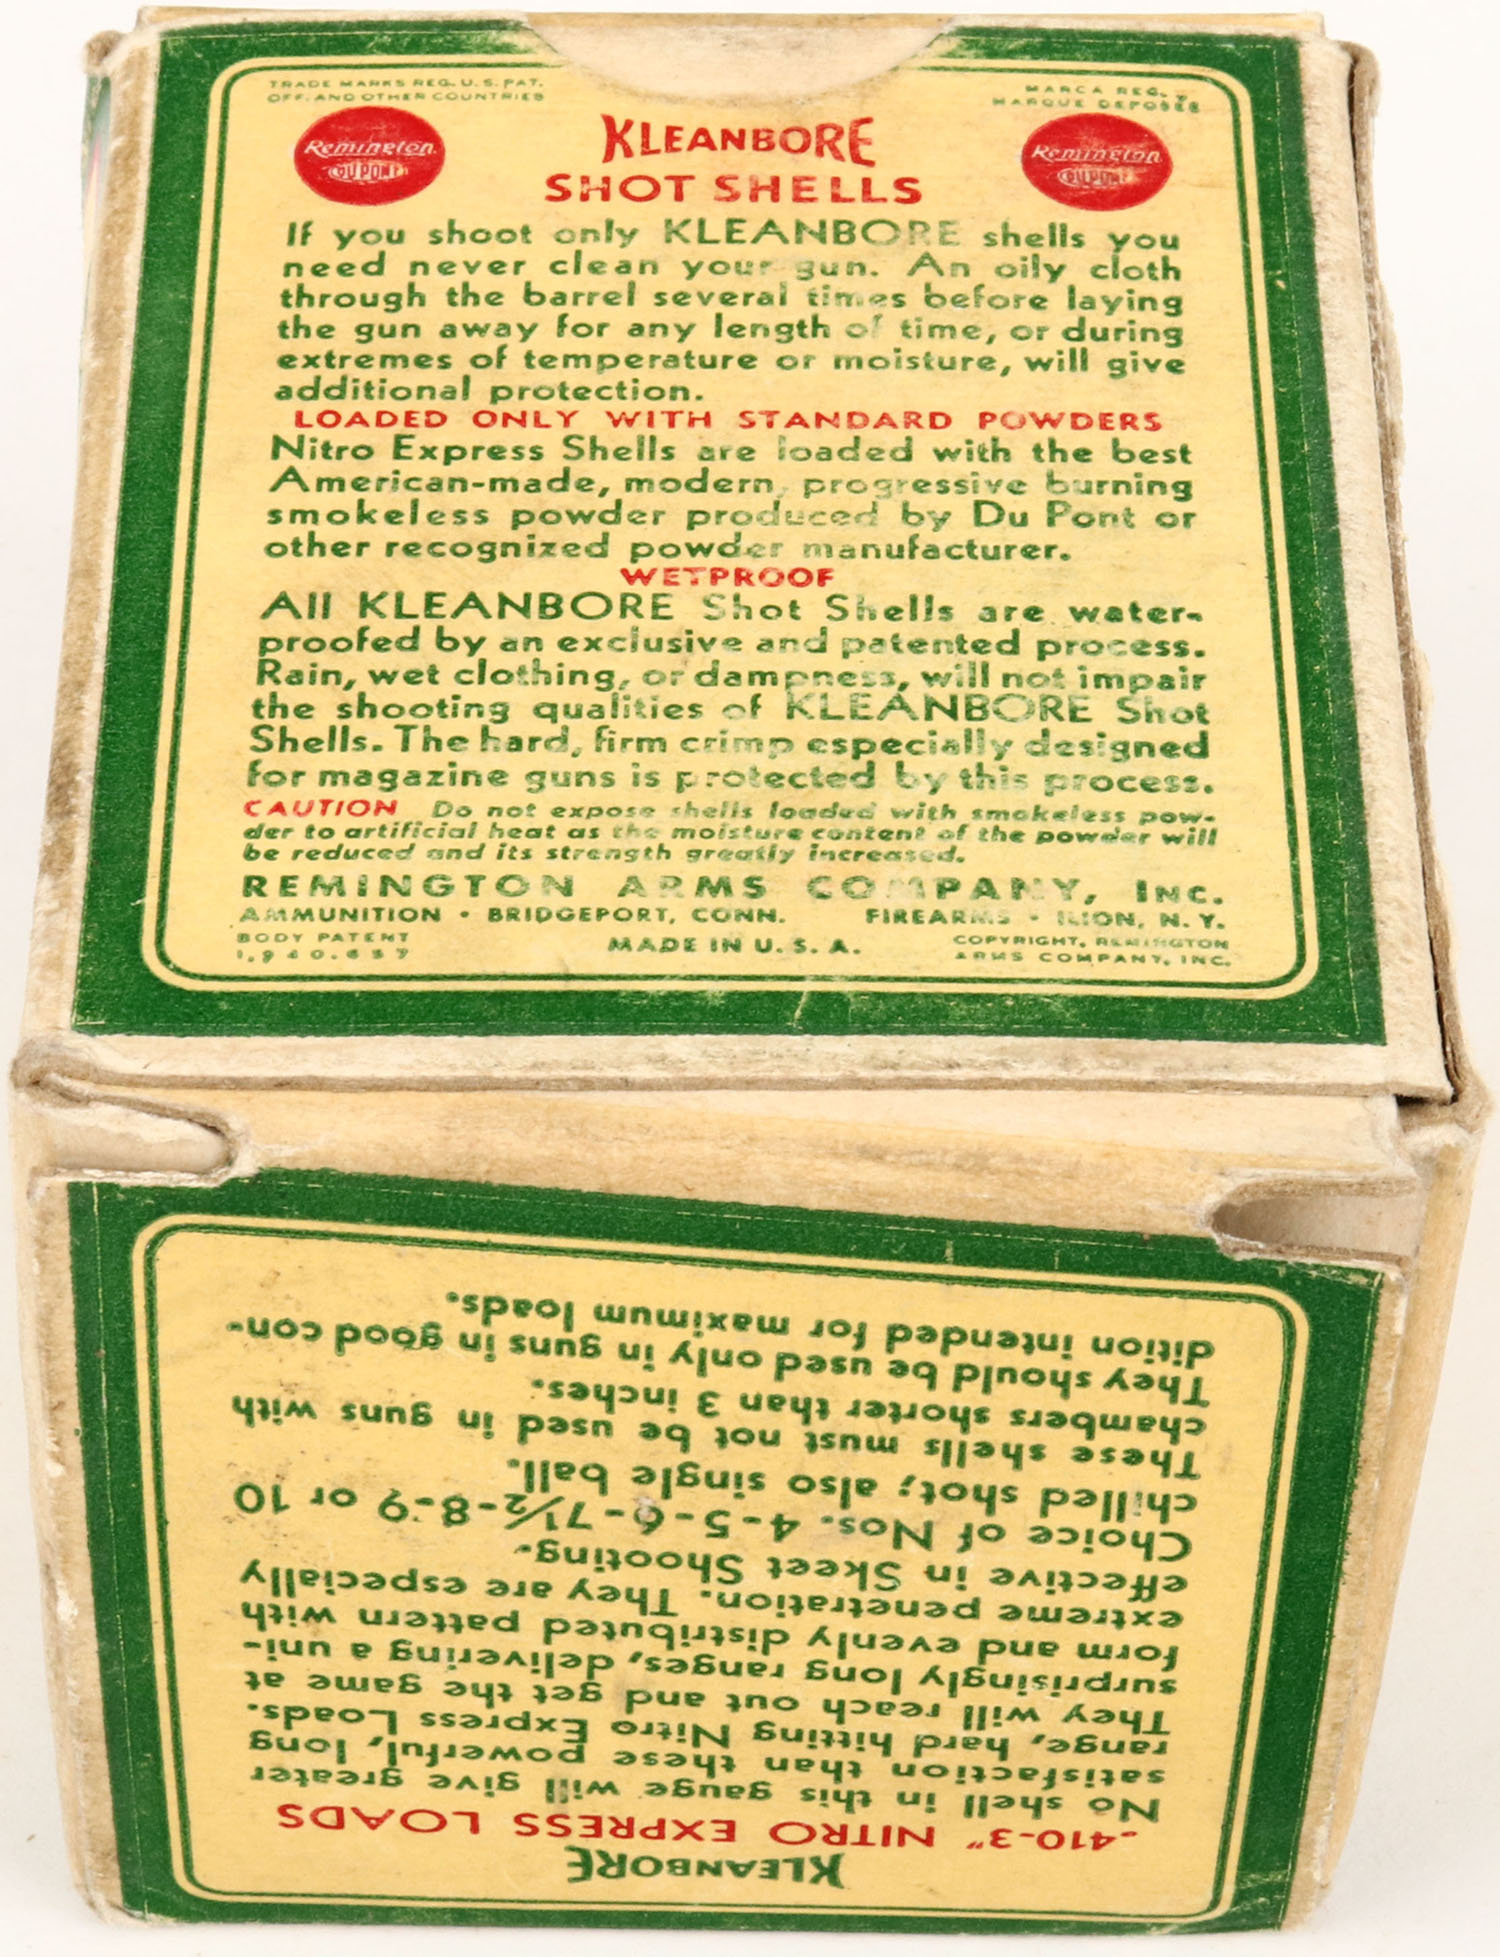 TRADE MARKS REG. U. S. PAT.
OFF. AND OTHER COUNTRIES
MARCA REG.
MARQUE DEPOSÉE
Remington
DU PONT
KLEANBORE
SHOT SHELLS
Remington
DU PONT
If you shoot only KLEANBORE shells you
need never clean your gun. An oily cloth
through the barrel several times before laying
the gun away for any length of time, or during
extremes of temperature or moisture, will give
additional protection.
LOADED ONLY WITH STANDARD POWDERS
Nitro Express Shells are loaded with the best
American-made, modern, progressive burning
smokeless powder produced by Du Pont or
other recognized powder manufacturer.
WETPROOF
All KLEANBORE Shot Shells are water-
proofed by an exclusive and patented process.
Rain, wet clothing, or dampness, will not impair
the shooting qualities of KLEANBORE Shot
Shells. The hard, firm crimp especially designed
for magazine guns is protected by this process.
CAUTION Do not expose shells loaded with smokeless pow-
der to artificial heat as the moisture content of the powder will
be reduced and its strength greatly increased.
REMINGTON ARMS COMPANY, INC.
AMMUNITION • BRIDGEPORT, CONN. FIREARMS • ILION, N. Y.
BODY PATENT
MADE IN U. S. A.
COPYRIGHT, REMINGTON
ARMS COMPANY, INC.
KLEANBORE
.410-3" NITRO EXPRESS LOADS
No shell in this gauge will give greater
satisfaction than these powerful, long
range, hard hitting Nitro Express Loads.
They will reach out and get the game at
surprisingly long ranges, delivering a uni-
form and evenly distributed pattern with
extreme penetration. They are especially
effective in Skeet Shooting.
Choice of Nos. 4-5-6-7½-8-9 or 10
chilled shot; also single ball.
These shells must not be used in guns with
chambers shorter than 3 inches.
They should be used only in guns in good con-
dition intended for maximum loads.